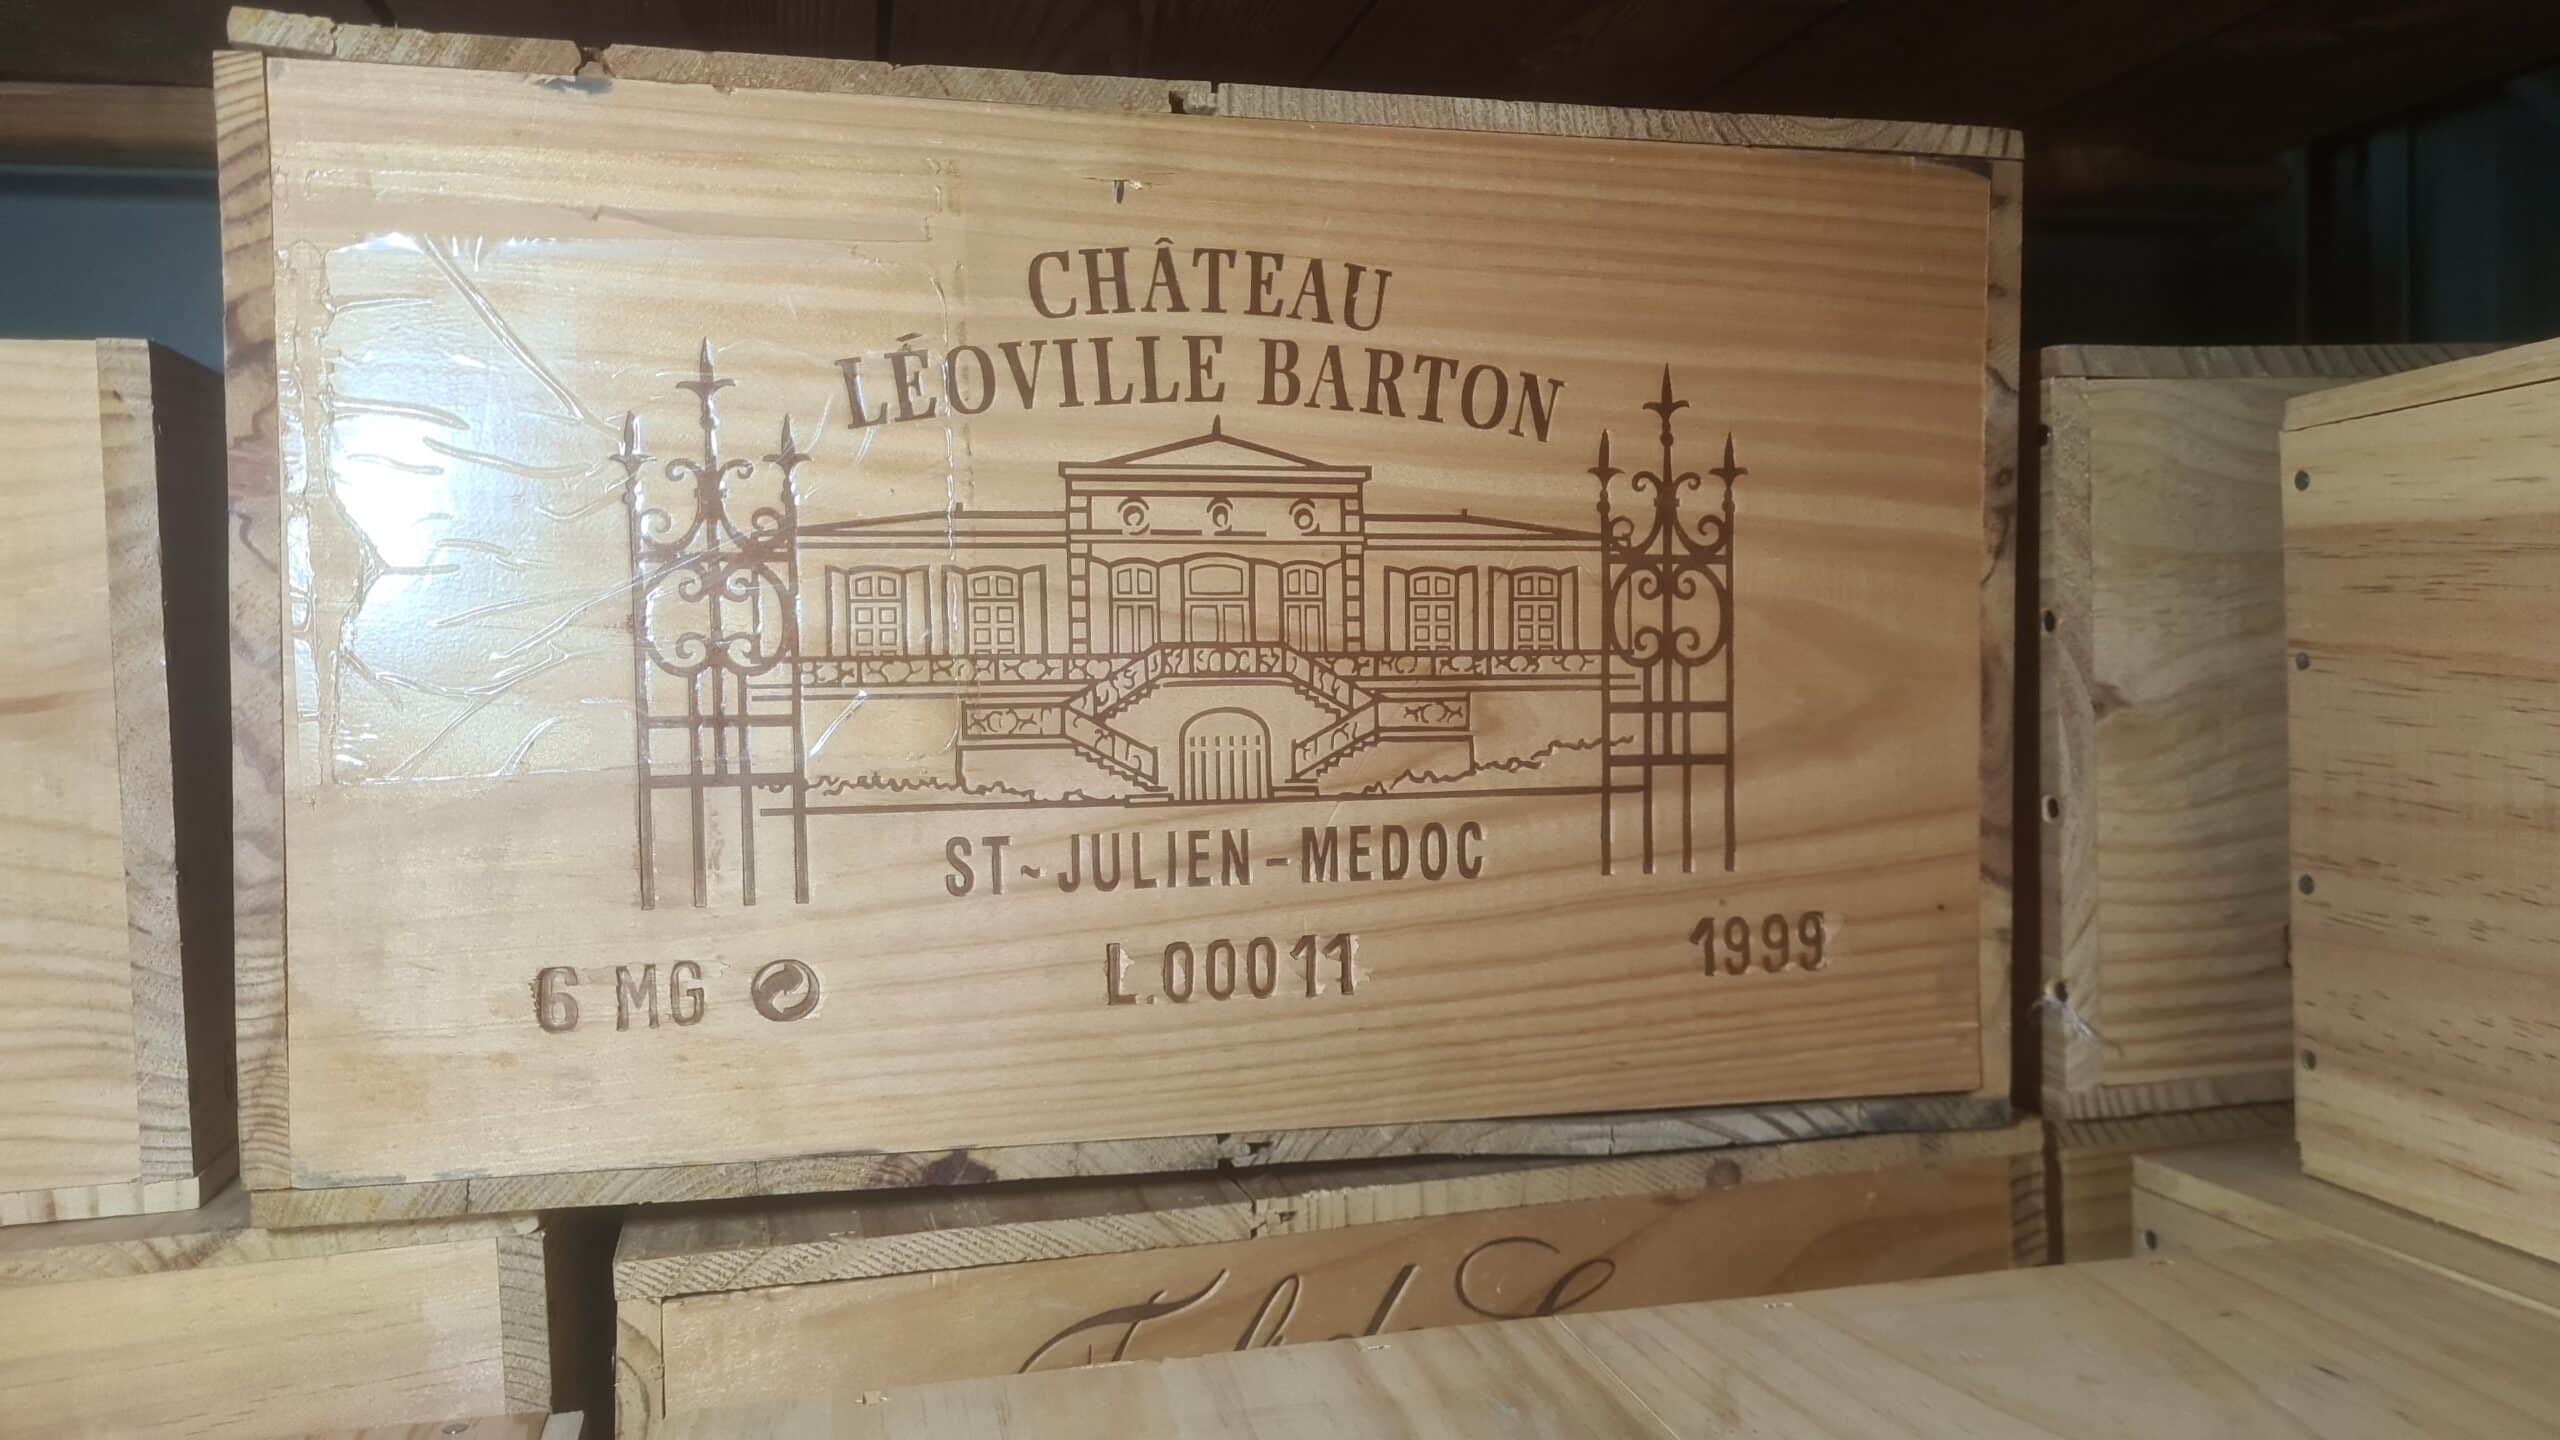 CHÂTEAU
LÉOVILLE BARTON
ST-JULIEN-MEDOC
6 MG
L.00011
1999